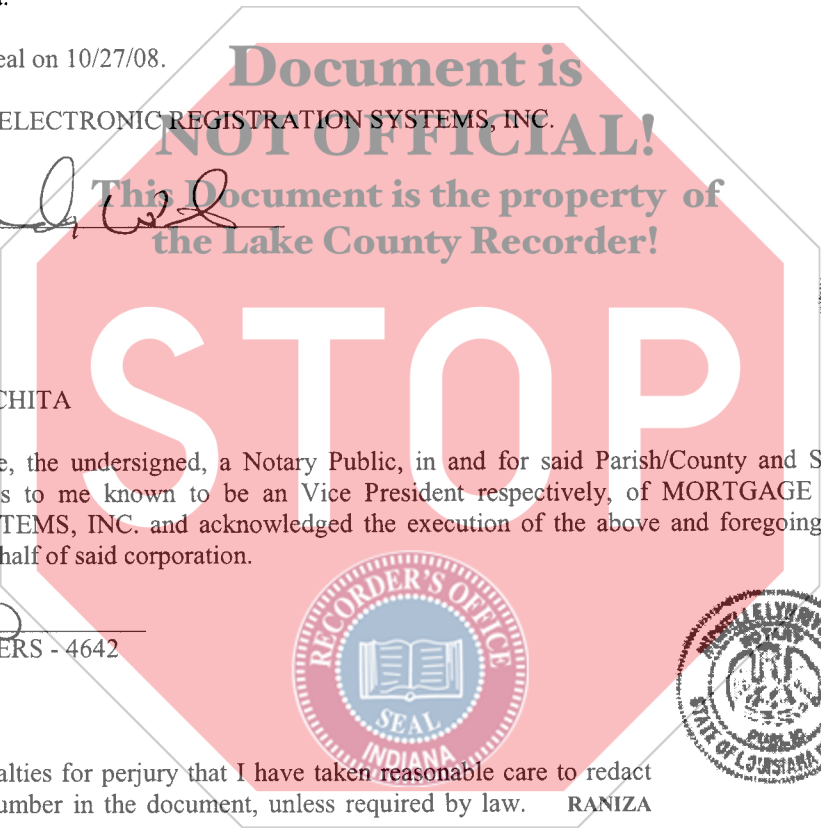 eal on 10/27/08.
Document is
ELECTRONIC REGISTRATION SYSTEMS, INC.
NOT OFFICIAL!
This Document is the property of
the Lake County Recorder!
STOP
CHITA
e, the undersigned, a Notary Public, in and for said Parish/County and S
s to me known to be an Vice President respectively, of MORTGAGE
TEMS, INC. and acknowledged the execution of the above and foregoing
half of said corporation.
RECORDER'S OFFICE
SEAL
INDIANA
ERS - 4642
NOTARY
PUBLIC
STATE OF LOUISIANA
alties for perjury that I have taken reasonable care to redact
umber in the document, unless required by law. RANIZA